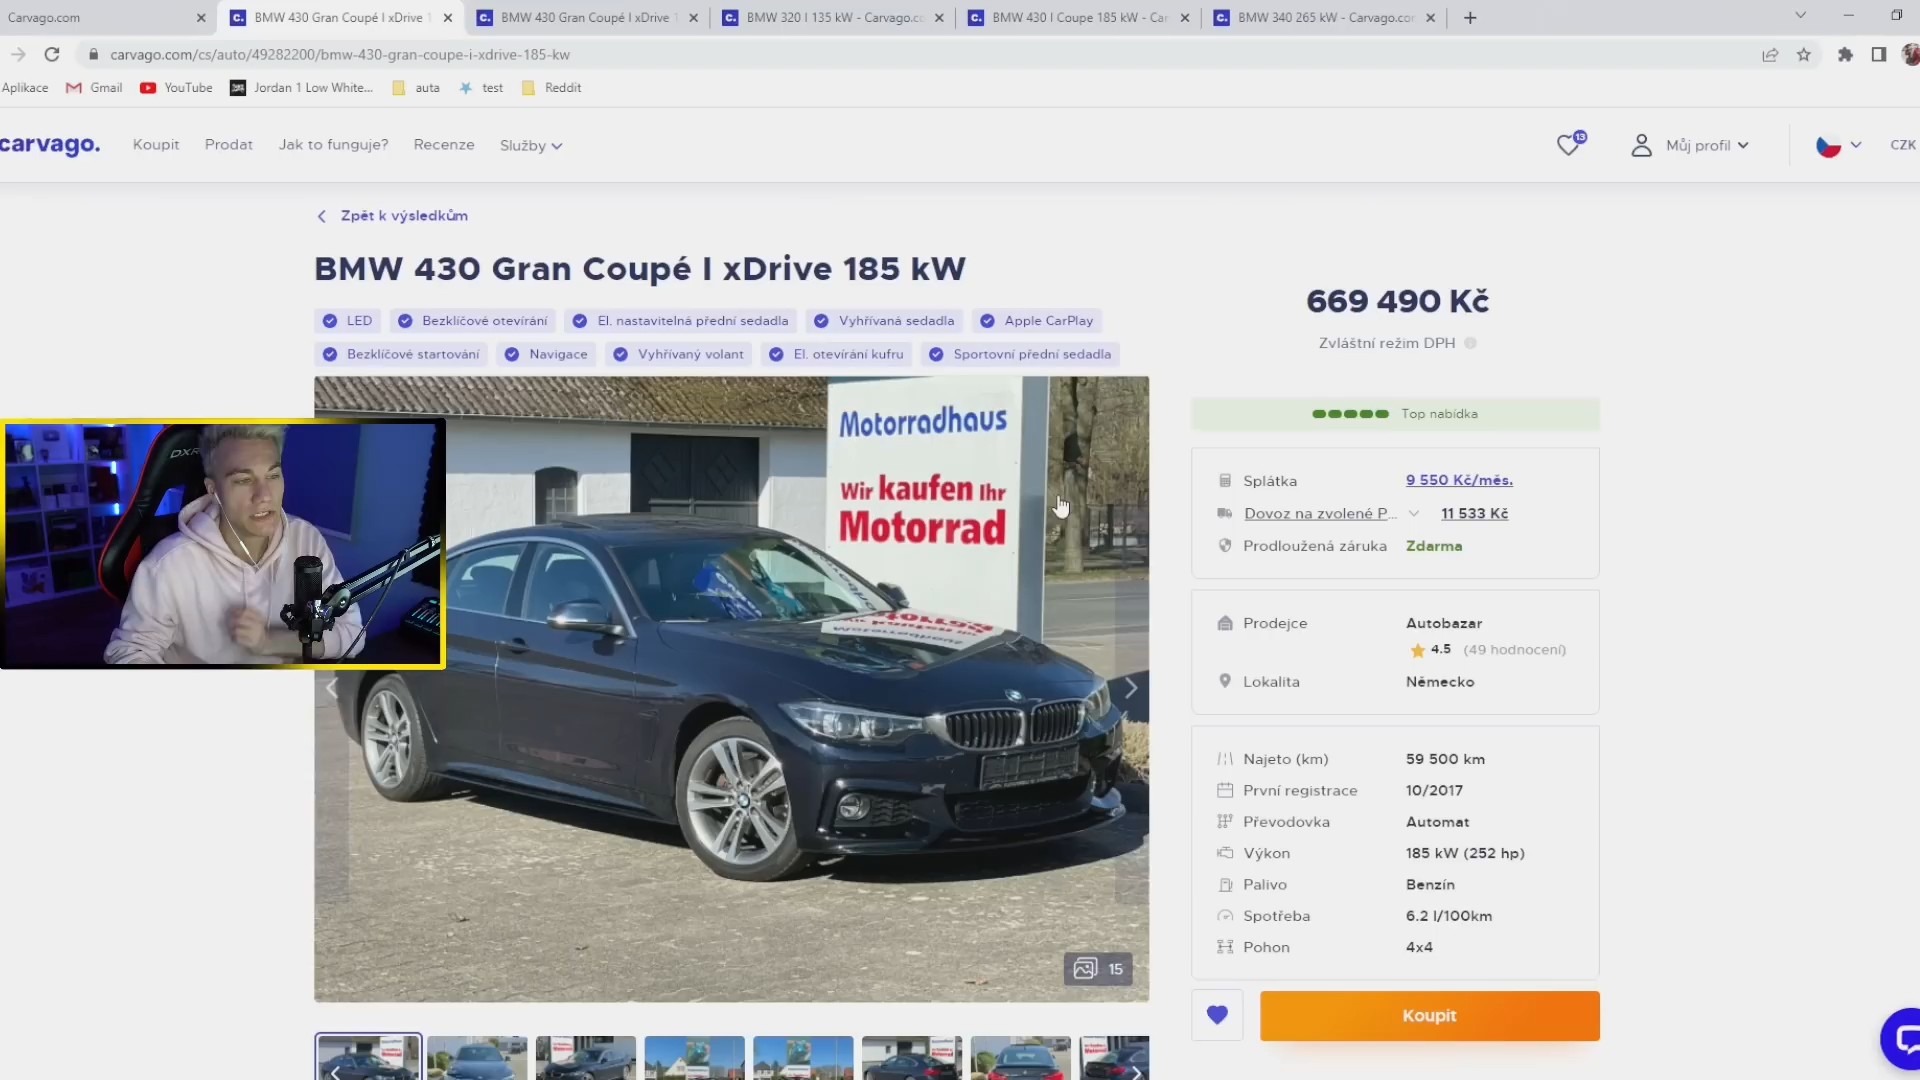 Carvago.com
BMW 430 Gran Coupé I xDrive 1
BMW 430 Gran Coupé I xDrive 1
BMW 320 I 135 kW - Carvago.co
BMW 430 I Coupe 185 kW - Car
BMW 340 265 kW - Carvago.com
carvago.com/cs/auto/49282200/bmw-430-gran-coupe-i-xdrive-185-kw
Aplikace
Gmail
YouTube
Jordan 1 Low White...
auta
test
Reddit
carvago.
Koupit
Prodat
Jak to funguje?
Recenze
Služby
13
Můj profil
CZK
Zpět k výsledkům
BMW 430 Gran Coupé I xDrive 185 kW
LED
Bezklíčové otevírání
El. nastavitelná přední sedadla
Vyhřívaná sedadla
Apple CarPlay
Bezklíčové startování
Navigace
Vyhřívaný volant
El. otevírání kufru
Sportovní přední sedadla
Motorradhaus
Wir kaufen Ihr
Motorrad
DXR
15
669 490 Kč
Zvláštní režim DPH
Top nabídka
Splátka 9 550 Kč/měs.
Dovoz na zvolené P... 11 533 Kč
Prodloužená záruka Zdarma
Prodejce Autobazar
4.5 (49 hodnocení)
Lokalita Německo
Najeto (km) 59 500 km
První registrace 10/2017
Převodovka Automat
Výkon 185 kW (252 hp)
Palivo Benzín
Spotřeba 6.2 l/100km
Pohon 4x4
Koupit